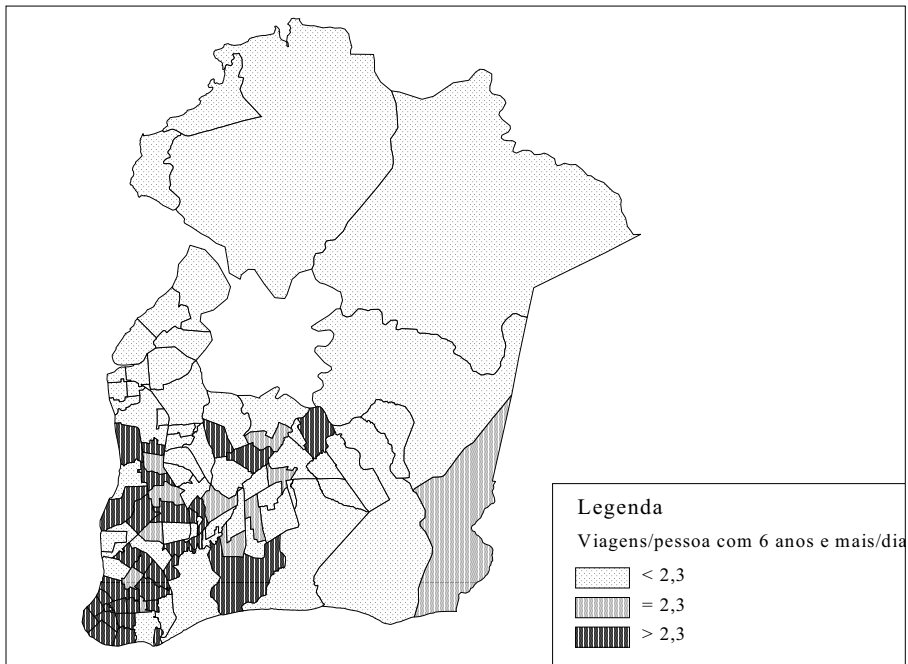 Legenda
Viagens/pessoa com 6 anos e mais/dia
< 2,3
= 2,3
> 2,3